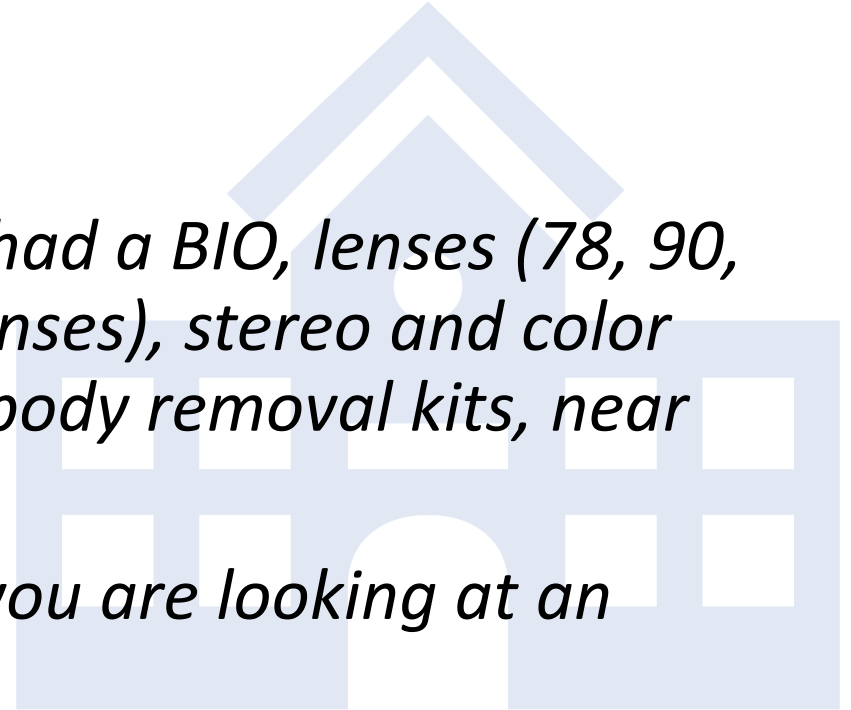 had a BIO, lenses (78, 90,
nses), stereo and color
body removal kits, near
you are looking at an